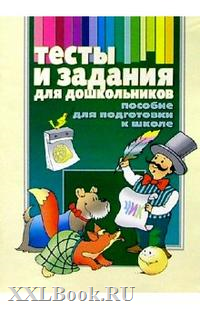 тесты
и задания
для дошкольников
пособие
для подготовки
к школе
XXLBook.RU